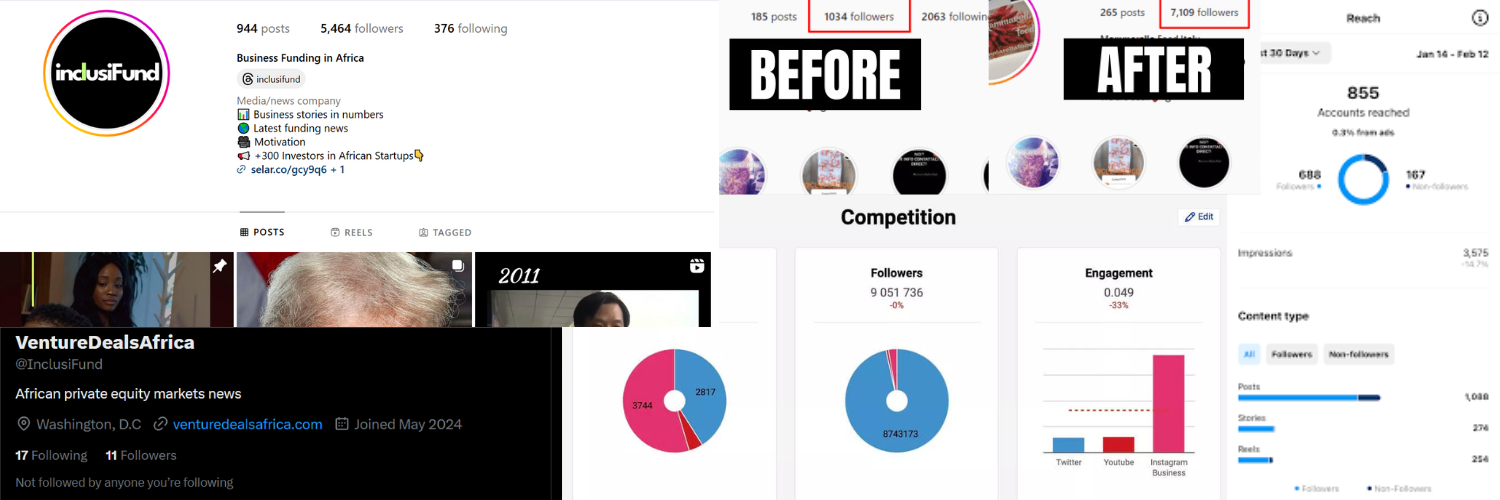 inclusiFund
944 posts 5,464 followers 376 following
Business Funding in Africa
inclusifund
Media/news company
📊 Business stories in numbers
🌍 Latest funding news
🎥 Motivation
📢 +300 Investors in African Startups👇
selar.co/gcy9q6 + 1
POSTS REELS TAGGED
2011
VentureDealsAfrica
@InclusiFund
African private equity markets news
Washington, D.C venturedealsafrica.com Joined May 2024
17 Following 11 Followers
Not followed by anyone you're following
185 posts 1034 followers 2063 followin
BEFORE
265 posts 7,109 followers
AFTER
Competition
Edit
3744
2817
Followers
9 051 736
-0%
8743173
Engagement
0.049
-33%
Twitter Youtube Instagram
Business
Reach
st 30 Days Jan 14 - Feb 12
855
Accounts reached
0.3% from ads
688
Followers
167
Non-followers
Impressions 3,575
-14.7%
Content type
All Followers Non-followers
Posts 1,088
Stories 276
Reels 254
Followers Non-Followers